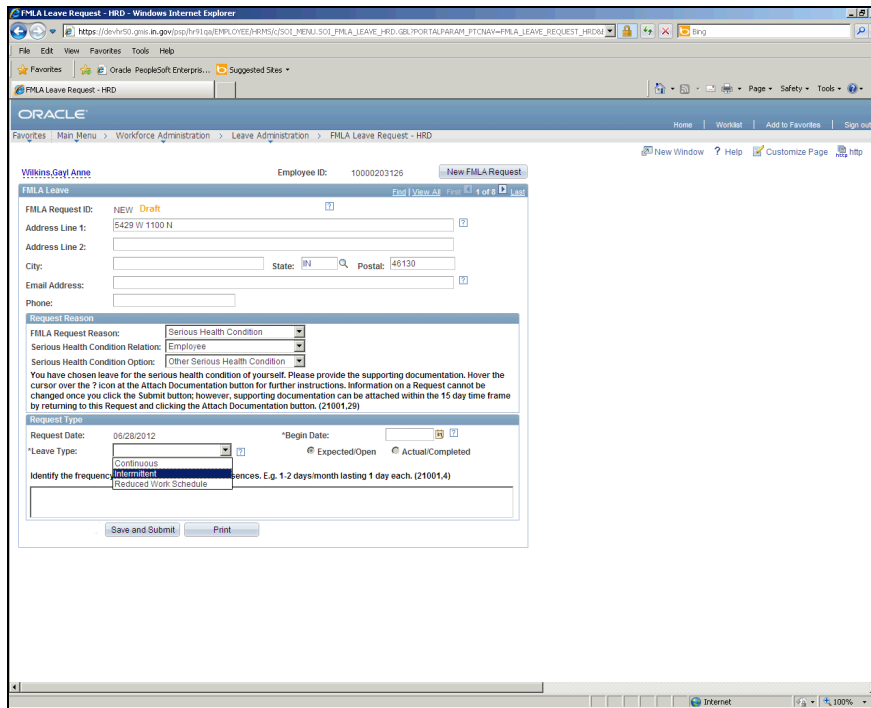 FMLA Leave Request - HRD - Windows Internet Explorer
https://devhr50.gmis.in.gov/psp/hr91qa/EMPLOYEE/HRMS/c/SOI_MENU.SOI_FMLA_LEAVE_HRD.GBL?PORTALPARAM_PTCNAV=FMLA_LEAVE_REQUEST_HRD& Bing
File Edit View Favorites Tools Help
Favorites Oracle PeopleSoft Enterpris... Suggested Sites
FMLA Leave Request - HRD Page Safety Tools
ORACLE
Home | Worklist | Add to Favorites | Sign out
Favorites Main Menu > Workforce Administration > Leave Administration > FMLA Leave Request - HRD
New Window ? Help Customize Page http
Wilkins,Gayl Anne Employee ID: 10000203126 New FMLA Request
FMLA Leave Find | View All First 1 of 8 Last
FMLA Request ID: NEW Draft ?
Address Line 1: 5429 W 1100 N ?
Address Line 2:
City: State: IN Postal: 46130
Email Address: ?
Phone:
Request Reason
FMLA Request Reason: Serious Health Condition
Serious Health Condition Relation: Employee
Serious Health Condition Option: Other Serious Health Condition
You have chosen leave for the serious health condition of yourself. Please provide the supporting documentation. Hover the
cursor over the ? icon at the Attach Documentation button for further instructions. Information on a Request cannot be
changed once you click the Submit button; however, supporting documentation can be attached within the 15 day time frame
by returning to this Request and clicking the Attach Documentation button. (21001,29)
Request Type
Request Date: 06/28/2012 *Begin Date: ?
*Leave Type: ? Expected/Open Actual/Completed
Continuous
Intermittent
Identify the frequency sences. E.g. 1-2 days/month lasting 1 day each. (21001,4)
Reduced Work Schedule
Save and Submit Print
Internet 100%